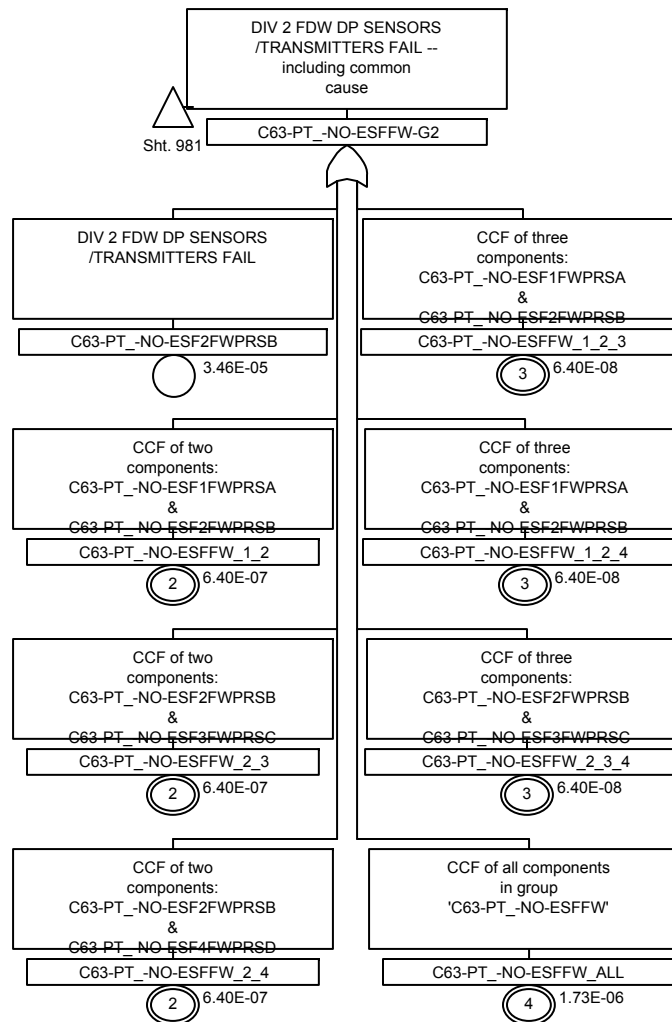 DIV 2 FDW DP SENSORS
/TRANSMITTERS FAIL --
including common
cause
Sht. 981
C63-PT_-NO-ESFFW-G2
DIV 2 FDW DP SENSORS
/TRANSMITTERS FAIL
C63-PT_-NO-ESF2FWPRSB
3.46E-05
CCF of three
components:
C63-PT_-NO-ESF1FWPRSA
&
C63-PT_-NO-ESF2FWPRSB
C63-PT_-NO-ESFFW_1_2_3
3
6.40E-08
CCF of two
components:
C63-PT_-NO-ESF1FWPRSA
&
C63-PT_-NO-ESF2FWPRSB
C63-PT_-NO-ESFFW_1_2
2
6.40E-07
CCF of three
components:
C63-PT_-NO-ESF1FWPRSA
&
C63-PT_-NO-ESF2FWPRSB
C63-PT_-NO-ESFFW_1_2_4
3
6.40E-08
CCF of two
components:
C63-PT_-NO-ESF2FWPRSB
&
C63-PT_-NO-ESF3FWPRSC
C63-PT_-NO-ESFFW_2_3
2
6.40E-07
CCF of three
components:
C63-PT_-NO-ESF2FWPRSB
&
C63-PT_-NO-ESF3FWPRSC
C63-PT_-NO-ESFFW_2_3_4
3
6.40E-08
CCF of two
components:
C63-PT_-NO-ESF2FWPRSB
&
C63-PT_-NO-ESF4FWPRSD
C63-PT_-NO-ESFFW_2_4
2
6.40E-07
CCF of all components
in group
'C63-PT_-NO-ESFFW'
C63-PT_-NO-ESFFW_ALL
4
1.73E-06